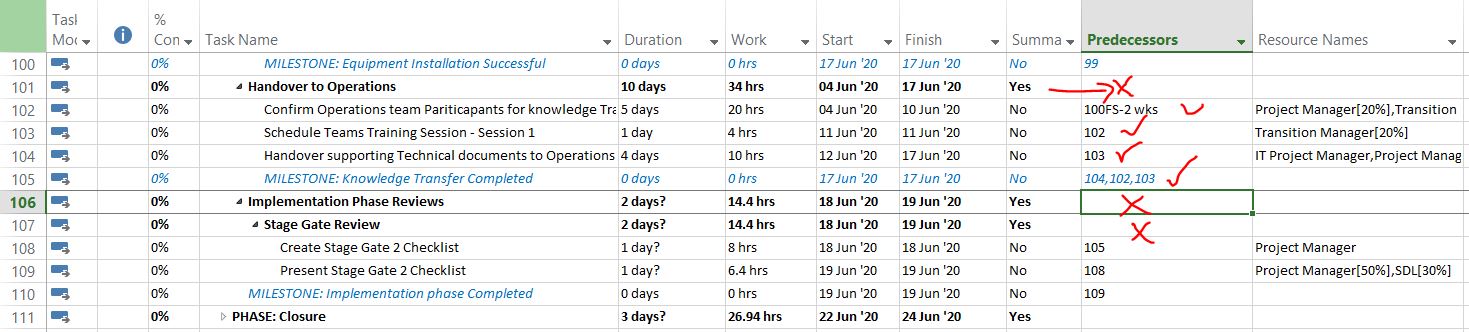 Task Moc % Con Task Name Duration Work Start Finish Summa Predecessors Resource Names
100 0% MILESTONE: Equipment Installation Successful 0 days 0 hrs 17 Jun '20 17 Jun '20 No 99
101 0% Handover to Operations 10 days 34 hrs 04 Jun '20 17 Jun '20 Yes
102 0% Confirm Operations team Pariticapants for knowledge Tra 5 days 20 hrs 04 Jun '20 10 Jun '20 No 100FS-2 wks Project Manager[20%],Transition
103 0% Schedule Teams Training Session - Session 1 1 day 4 hrs 11 Jun '20 11 Jun '20 No 102 Transition Manager[20%]
104 0% Handover supporting Technical documents to Operations 4 days 10 hrs 12 Jun '20 17 Jun '20 No 103 IT Project Manager,Project Manag
105 0% MILESTONE: Knowledge Transfer Completed 0 days 0 hrs 17 Jun '20 17 Jun '20 No 104,102,103
106 0% Implementation Phase Reviews 2 days? 14.4 hrs 18 Jun '20 19 Jun '20 Yes
107 0% Stage Gate Review 2 days? 14.4 hrs 18 Jun '20 19 Jun '20 Yes
108 0% Create Stage Gate 2 Checklist 1 day? 8 hrs 18 Jun '20 18 Jun '20 No 105 Project Manager
109 0% Present Stage Gate 2 Checklist 1 day? 6.4 hrs 19 Jun '20 19 Jun '20 No 108 Project Manager[50%],SDL[30%]
110 0% MILESTONE: Implementation phase Completed 0 days 0 hrs 19 Jun '20 19 Jun '20 No 109
111 0% PHASE: Closure 3 days? 26.94 hrs 22 Jun '20 24 Jun '20 Yes